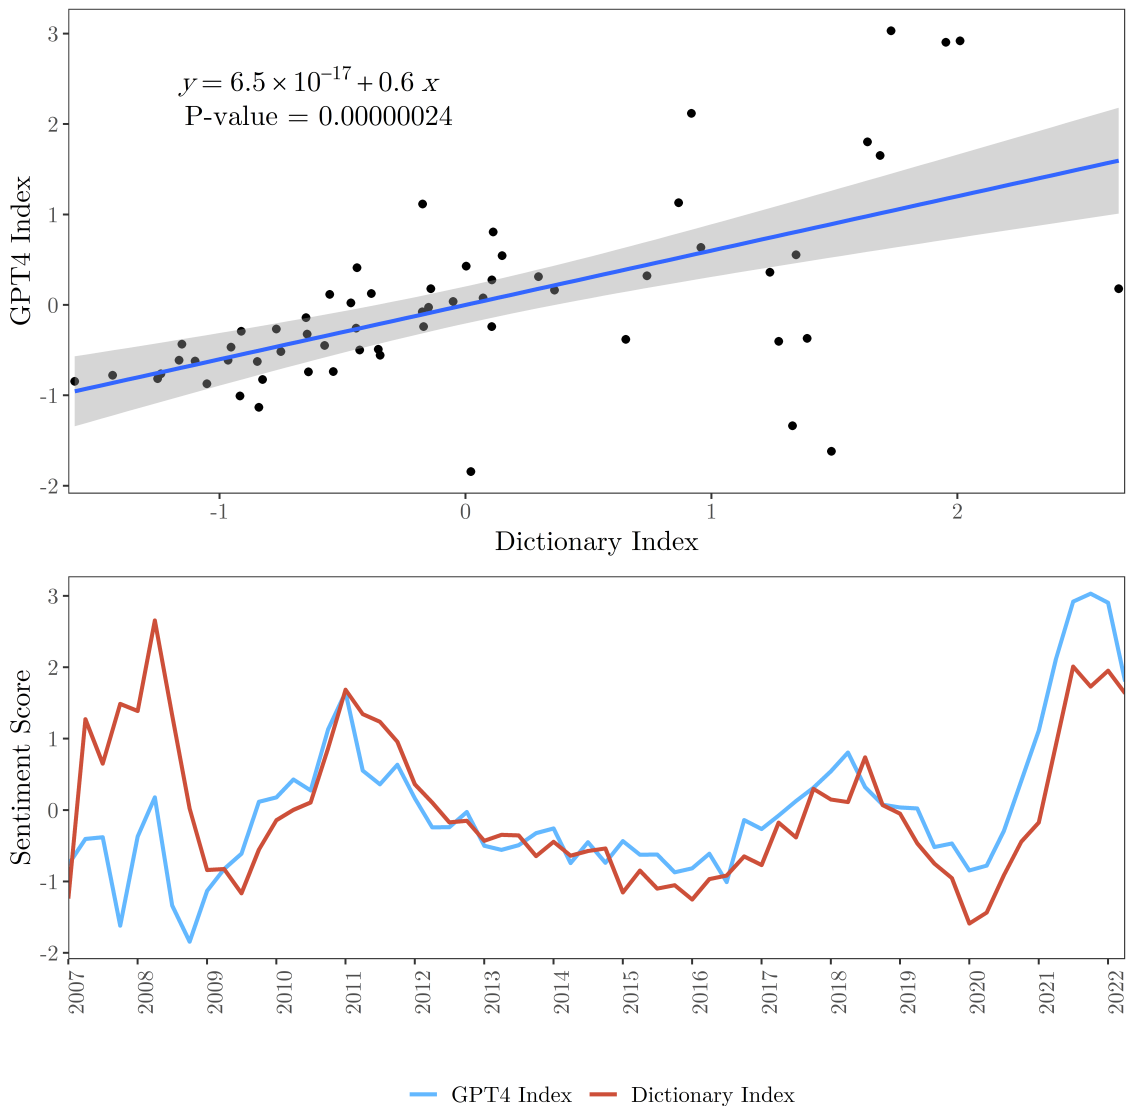 3
2
1
0
-1
-2
GPT4 Index
y = 6.5 × 10⁻¹⁷ + 0.6 x
P-value = 0.00000024
-1 0 1 2
Dictionary Index
3
2
1
0
-1
-2
Sentiment Score
2007 2008 2009 2010 2011 2012 2013 2014 2015 2016 2017 2018 2019 2020 2021 2022
GPT4 Index Dictionary Index